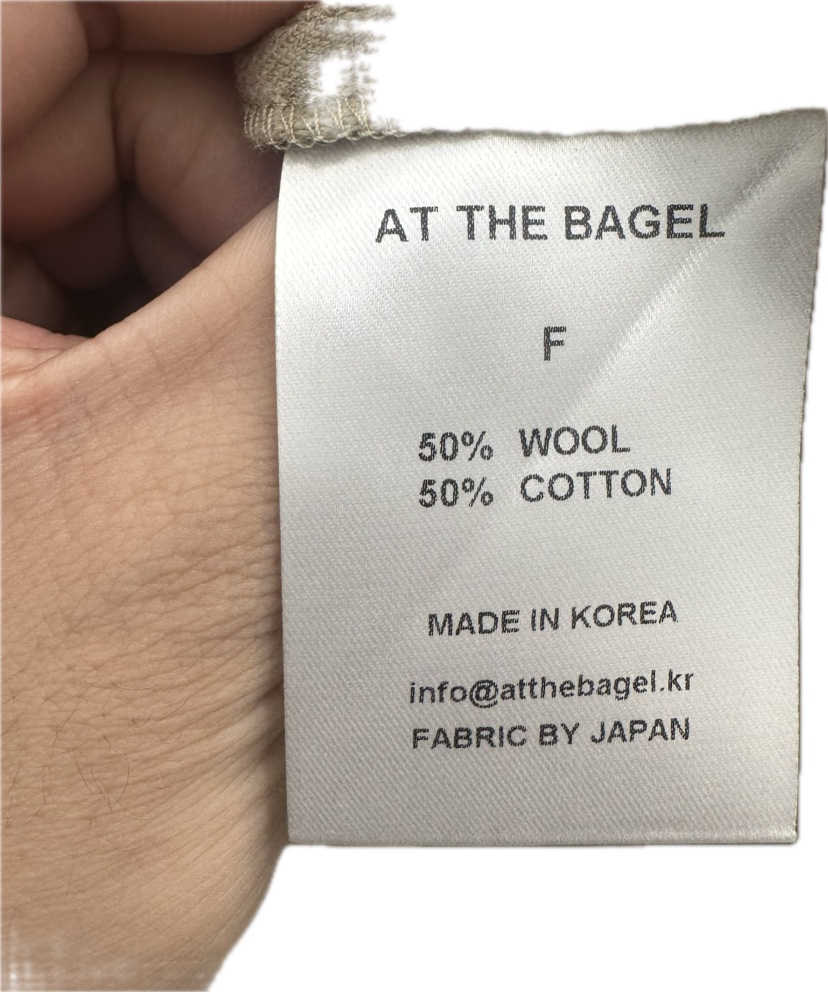 AT THE BAGEL
F
50% WOOL
50% COTTON
MADE IN KOREA
info@atthebagel.kr
FABRIC BY JAPAN